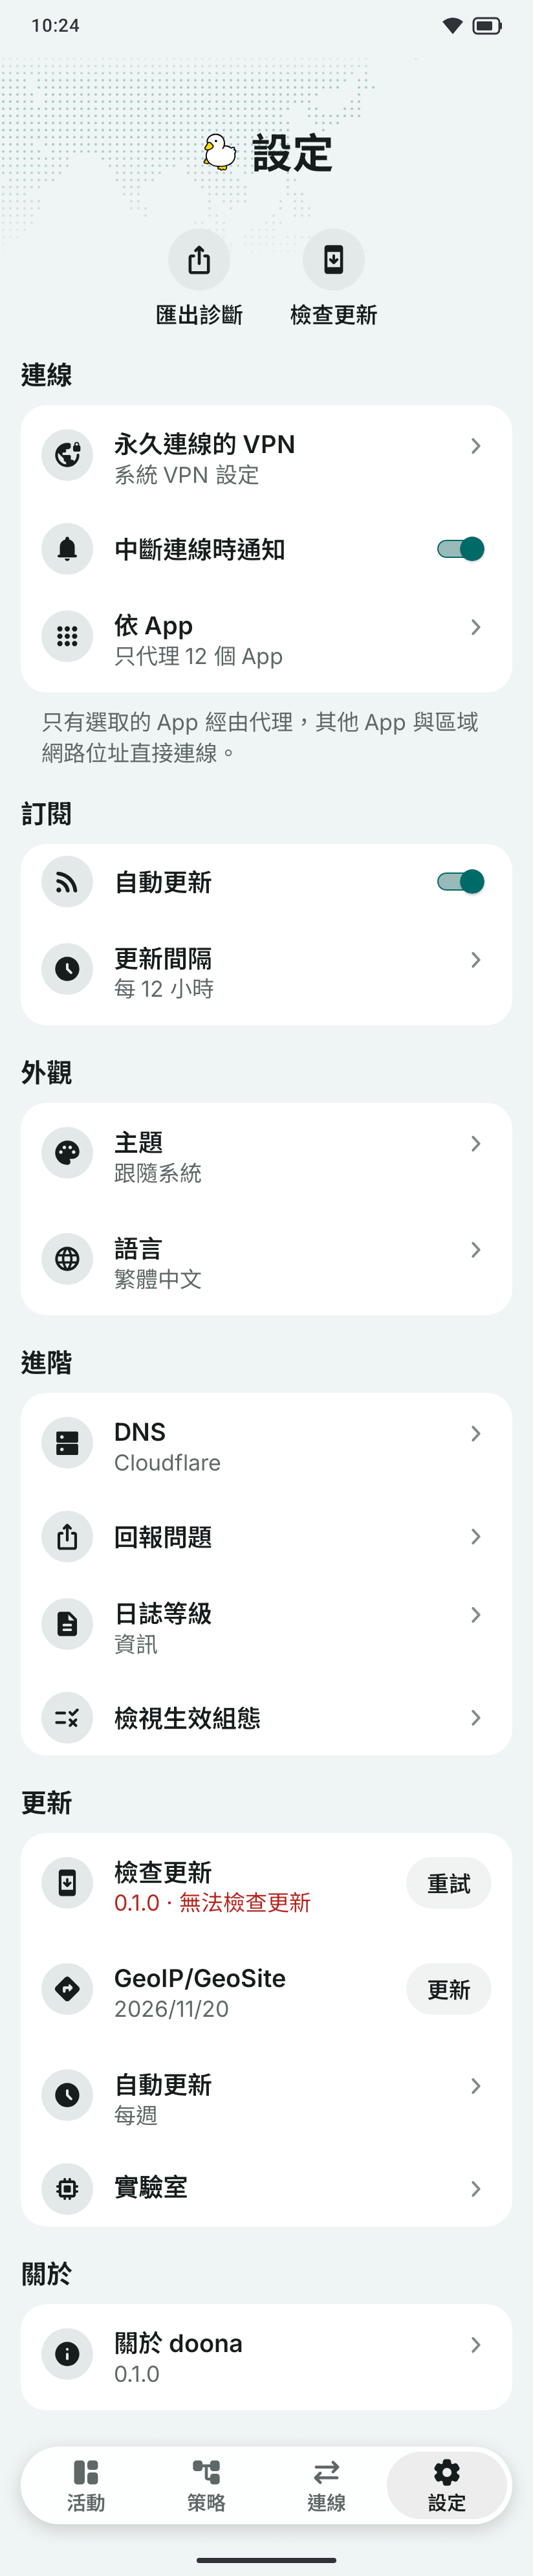 10:24
設定
匯出診斷
檢查更新
連線
永久連線的 VPN
系統 VPN 設定
中斷連線時通知
依 App
只代理 12 個 App
只有選取的 App 經由代理，其他 App 與區域
網路位址直接連線。
訂閱
自動更新
更新間隔
每 12 小時
外觀
主題
跟隨系統
語言
繁體中文
進階
DNS
Cloudflare
回報問題
日誌等級
資訊
檢視生效組態
更新
檢查更新
0.1.0 · 無法檢查更新
重試
GeoIP/GeoSite
2026/11/20
更新
自動更新
每週
實驗室
關於
關於 doona
0.1.0
活動
策略
連線
設定